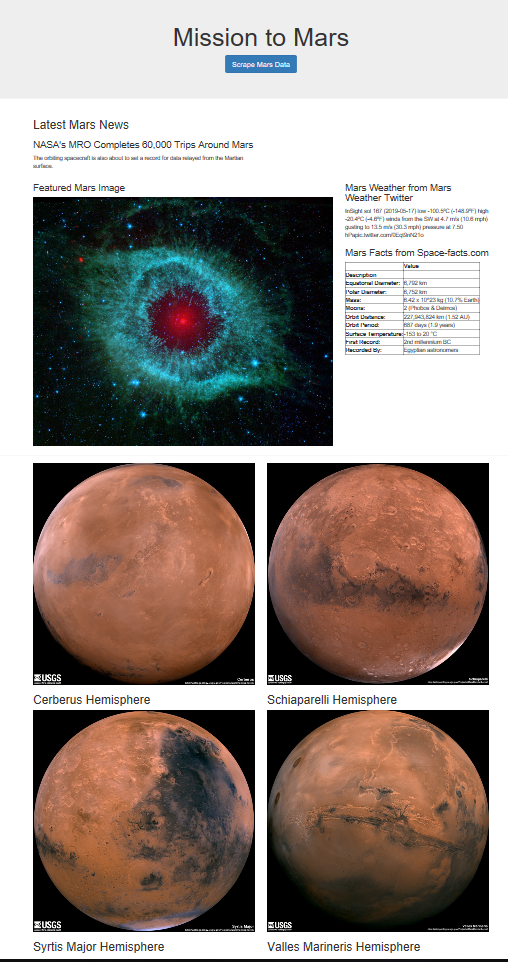 Mission to Mars
Scrape Mars Data
Latest Mars News
NASA's MRO Completes 60,000 Trips Around Mars
The orbiting spacecraft is also about to set a record for data relayed from the Martian
surface.
Featured Mars Image
Mars Weather from Mars
Weather Twitter
InSight sol 167 (2019-05-17) low -100.5ºC (-148.9ºF) high
-20.4ºC (-4.6ºF) winds from the SW at 4.7 m/s (10.6 mph)
gusting to 13.5 m/s (30.3 mph) pressure at 7.50
Mars Facts from Space-facts.com
Value
Description
Equatorial Diameter: 6,792 km
Polar Diameter: 6,752 km
Mass: 6.42 x 10^23 kg (10.7% Earth)
Moons: 2 (Phobos & Deimos)
Orbit Distance: 227,943,824 km (1.52 AU)
Orbit Period: 687 days (1.9 years)
Surface Temperature: -153 to 20 °C
First Record: 2nd millennium BC
Recorded By: Egyptian astronomers
USGS
Cerberus
USGS
Schiaparelli
Cerberus Hemisphere
Schiaparelli Hemisphere
USGS
Syrtis Major
USGS
Syrtis Major Hemisphere
Valles Marineris Hemisphere